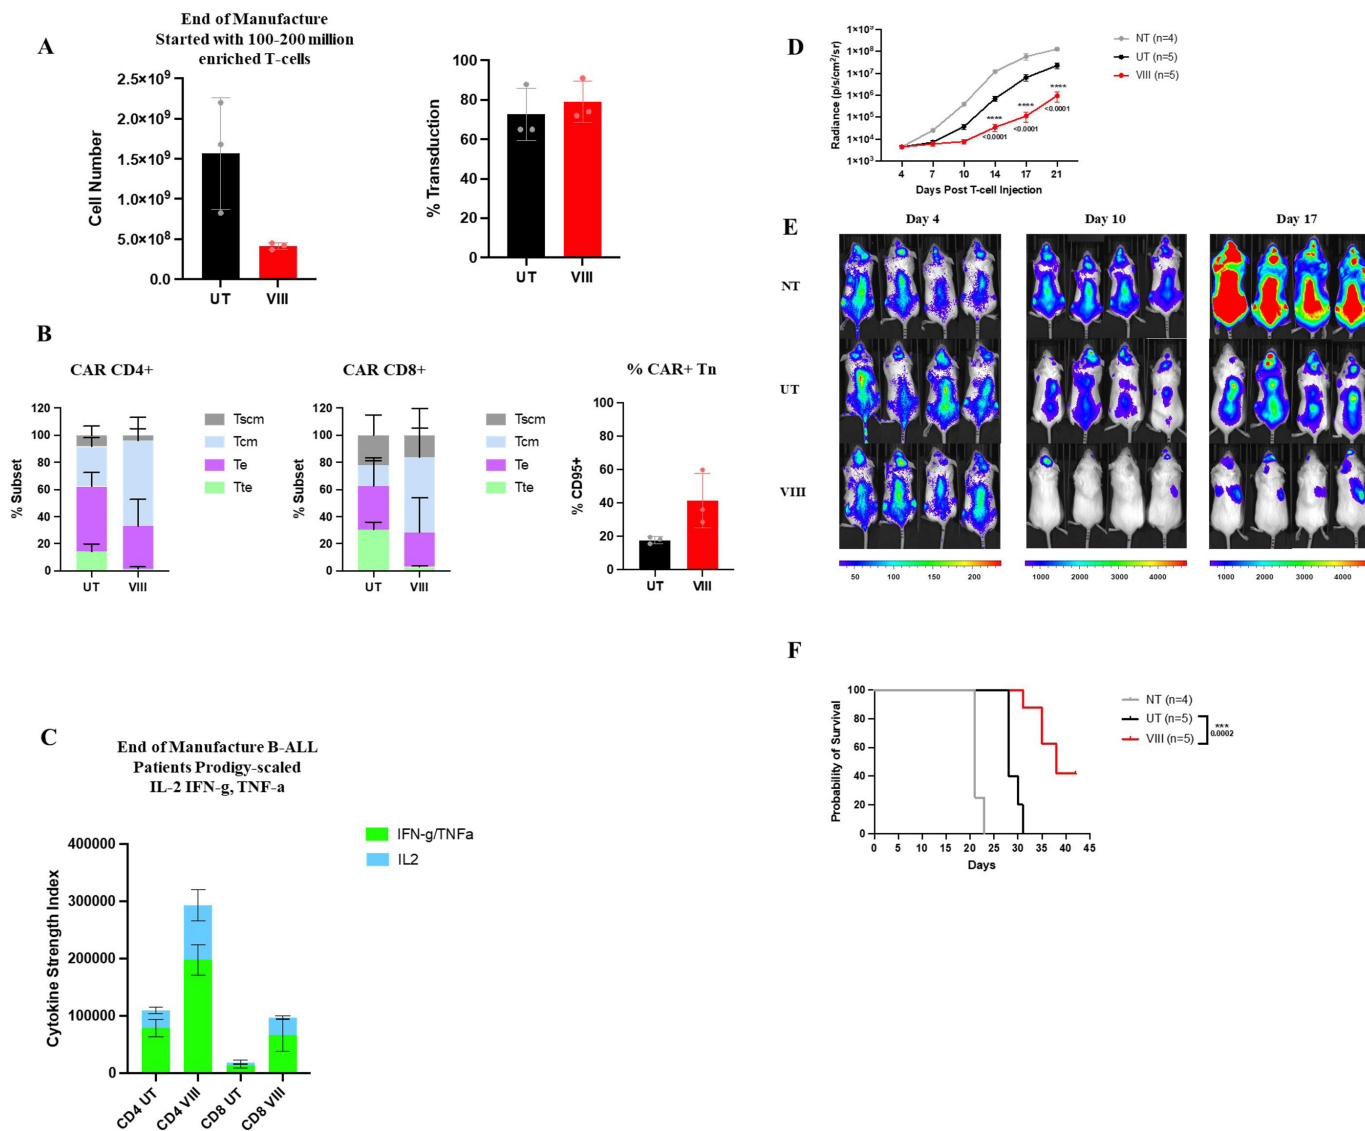 A
End of Manufacture
Started with 100-200 million
enriched T-cells
2.5×10⁹
2.0×10⁹
1.5×10⁹
1.0×10⁹
5.0×10⁸
0.0
Cell Number
UT
VIII
100
80
60
40
20
0
% Transduction
UT
VIII
B
CAR CD4+
120
100
80
60
40
20
0
% Subset
UT
VIII
Tscm
Tcm
Te
Tte
CAR CD8+
120
100
80
60
40
20
0
% Subset
UT
VIII
Tscm
Tcm
Te
Tte
% CAR+ Tn
100
80
60
40
20
0
% CD95+
UT
VIII
C
End of Manufacture B-ALL
Patients Prodigy-scaled
IL-2 IFN-g, TNF-a
400000
300000
200000
100000
0
Cytokine Strength Index
CD4 UT
CD4 VIII
CD8 UT
CD8 VIII
IFN-g/TNFa
IL2
D
1×10⁹
1×10⁸
1×10⁷
1×10⁶
1×10⁵
1×10⁴
1×10³
Radiance (p/s/cm²/sr)
4 7 10 14 17 21
Days Post T-cell Injection
****
<0.0001
****
<0.0001
****
<0.0001
NT (n=4)
UT (n=5)
VIII (n=5)
E
Day 4 Day 10 Day 17
NT
UT
VIII
50 100 150 200
1000 2000 3000 4000
1000 2000 3000 4000
F
100
80
60
40
20
0
Probability of Survival
0 5 10 15 20 25 30 35 40 45
Days
NT (n=4)
UT (n=5)
VIII (n=5)
***
0.0002